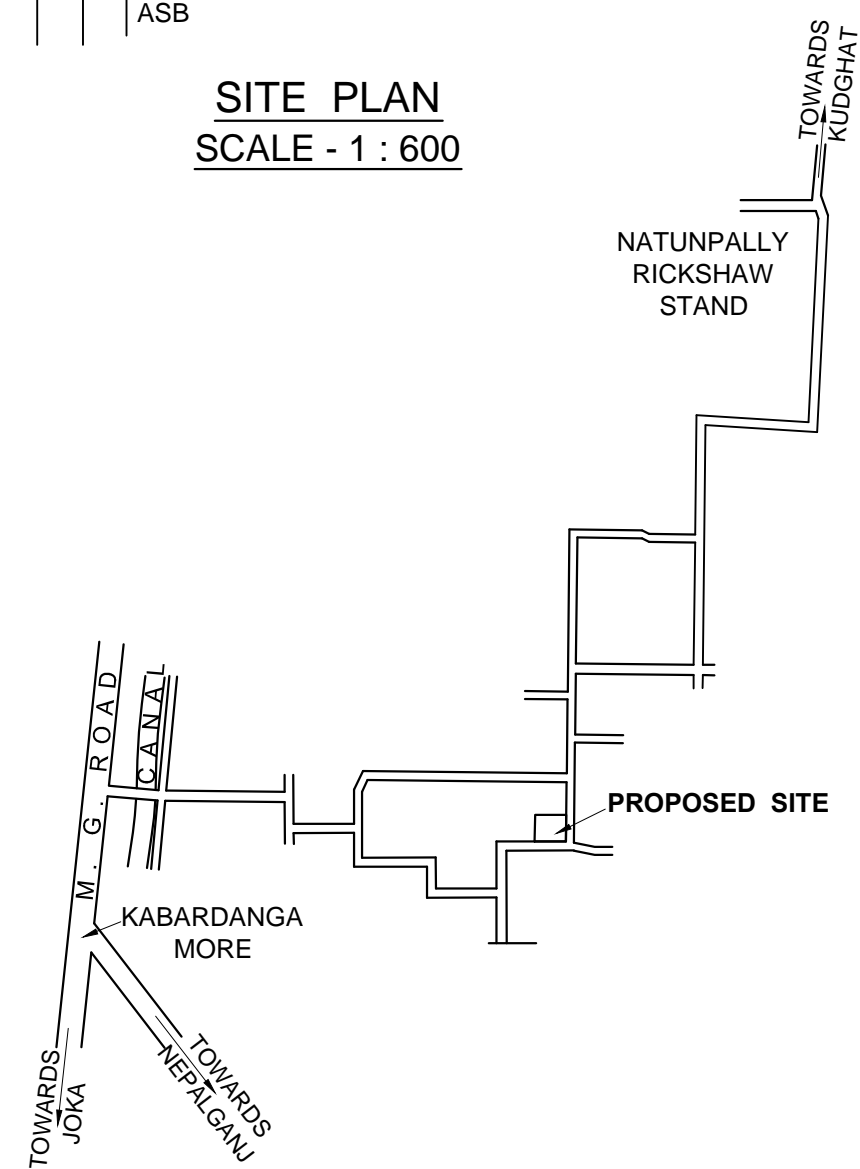 ASB
SITE PLAN
SCALE - 1 : 600
TOWARDS
KUDGHAT
NATUNPALLY
RICKSHAW
STAND
M. G. ROAD
CANAL
PROPOSED SITE
KABARDANGA
MORE
TOWARDS
JOKA
TOWARDS
NEPALGANJ